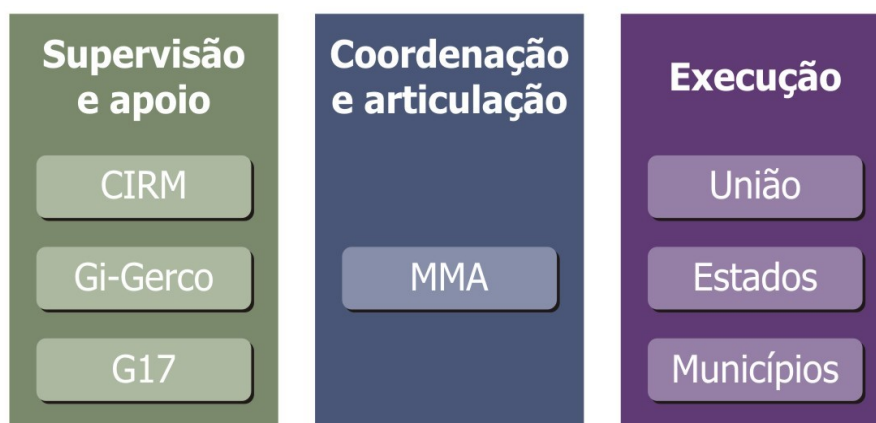 Supervisão
e apoio
CIRM
Gi-Gerco
G17
Coordenação
e articulação
MMA
Execução
União
Estados
Municípios